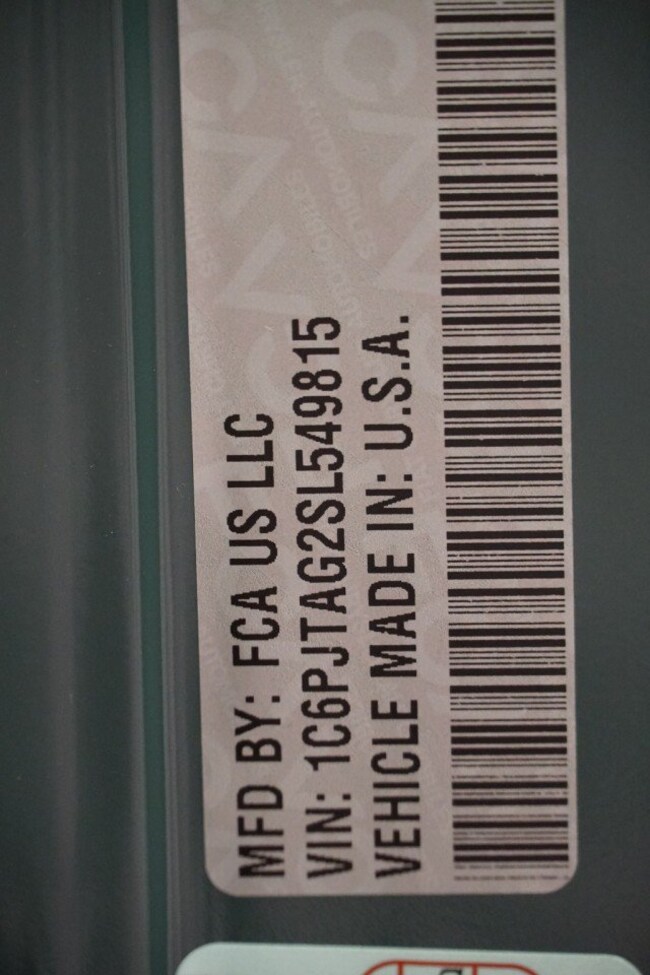 MFD BY: FCA US LLC
VIN: 1C6PJTAG2SL549815
VEHICLE MADE IN: U.S.A.